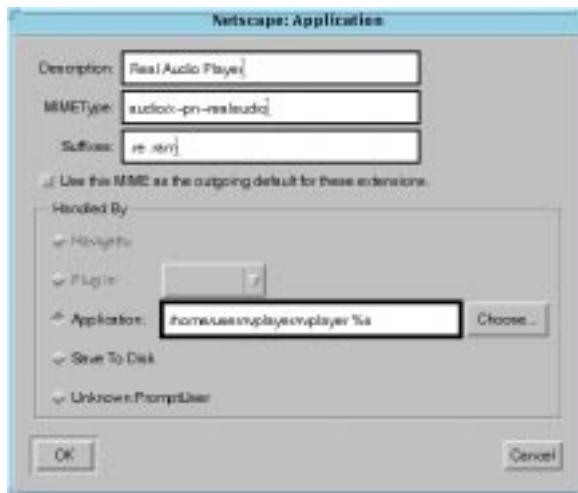 Netscape: Application
Description: Real Audio Player
MIMEType: audio/x-pn-realaudio
Suffixes: .ra .ram
Use this MIME as the outgoing default for these extensions.
Handled By
Navigator
Plug In:
Application: /home/user/rvplayer/rvplayer %s Choose...
Save To Disk
Unknown:PromptUser
OK Cancel